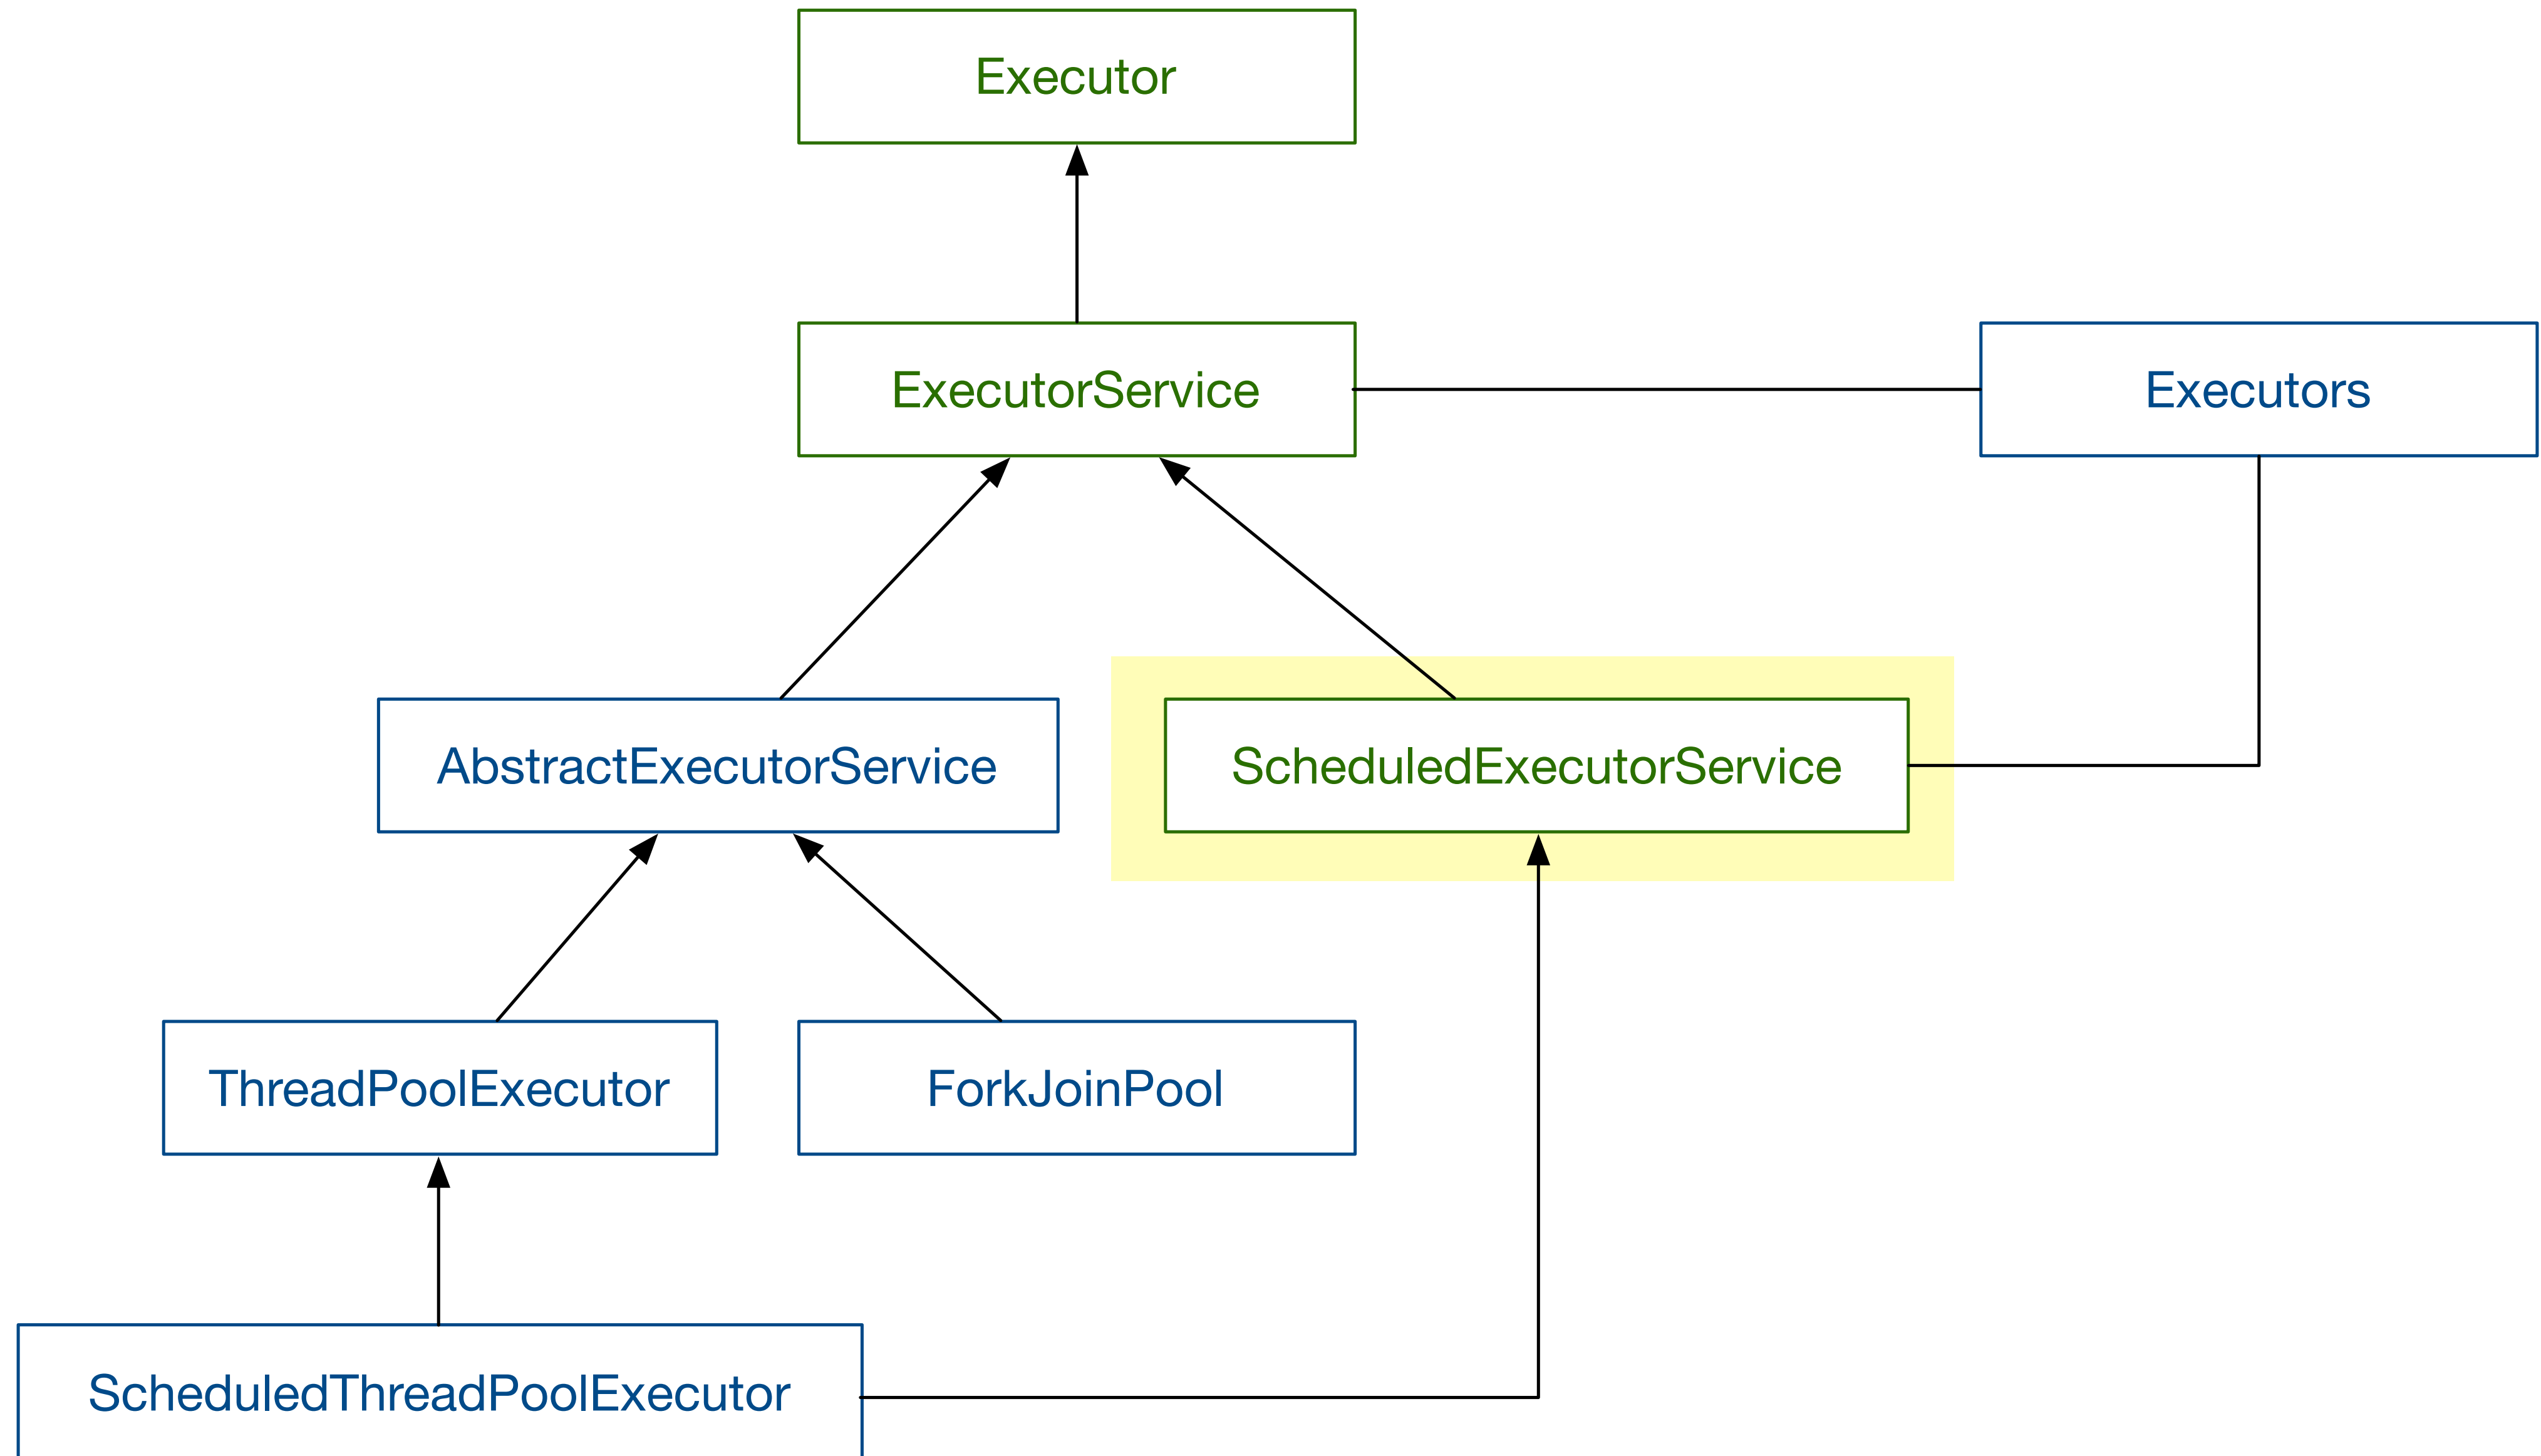 Executor
ExecutorService
Executors
AbstractExecutorService
ScheduledExecutorService
ThreadPoolExecutor
ForkJoinPool
ScheduledThreadPoolExecutor